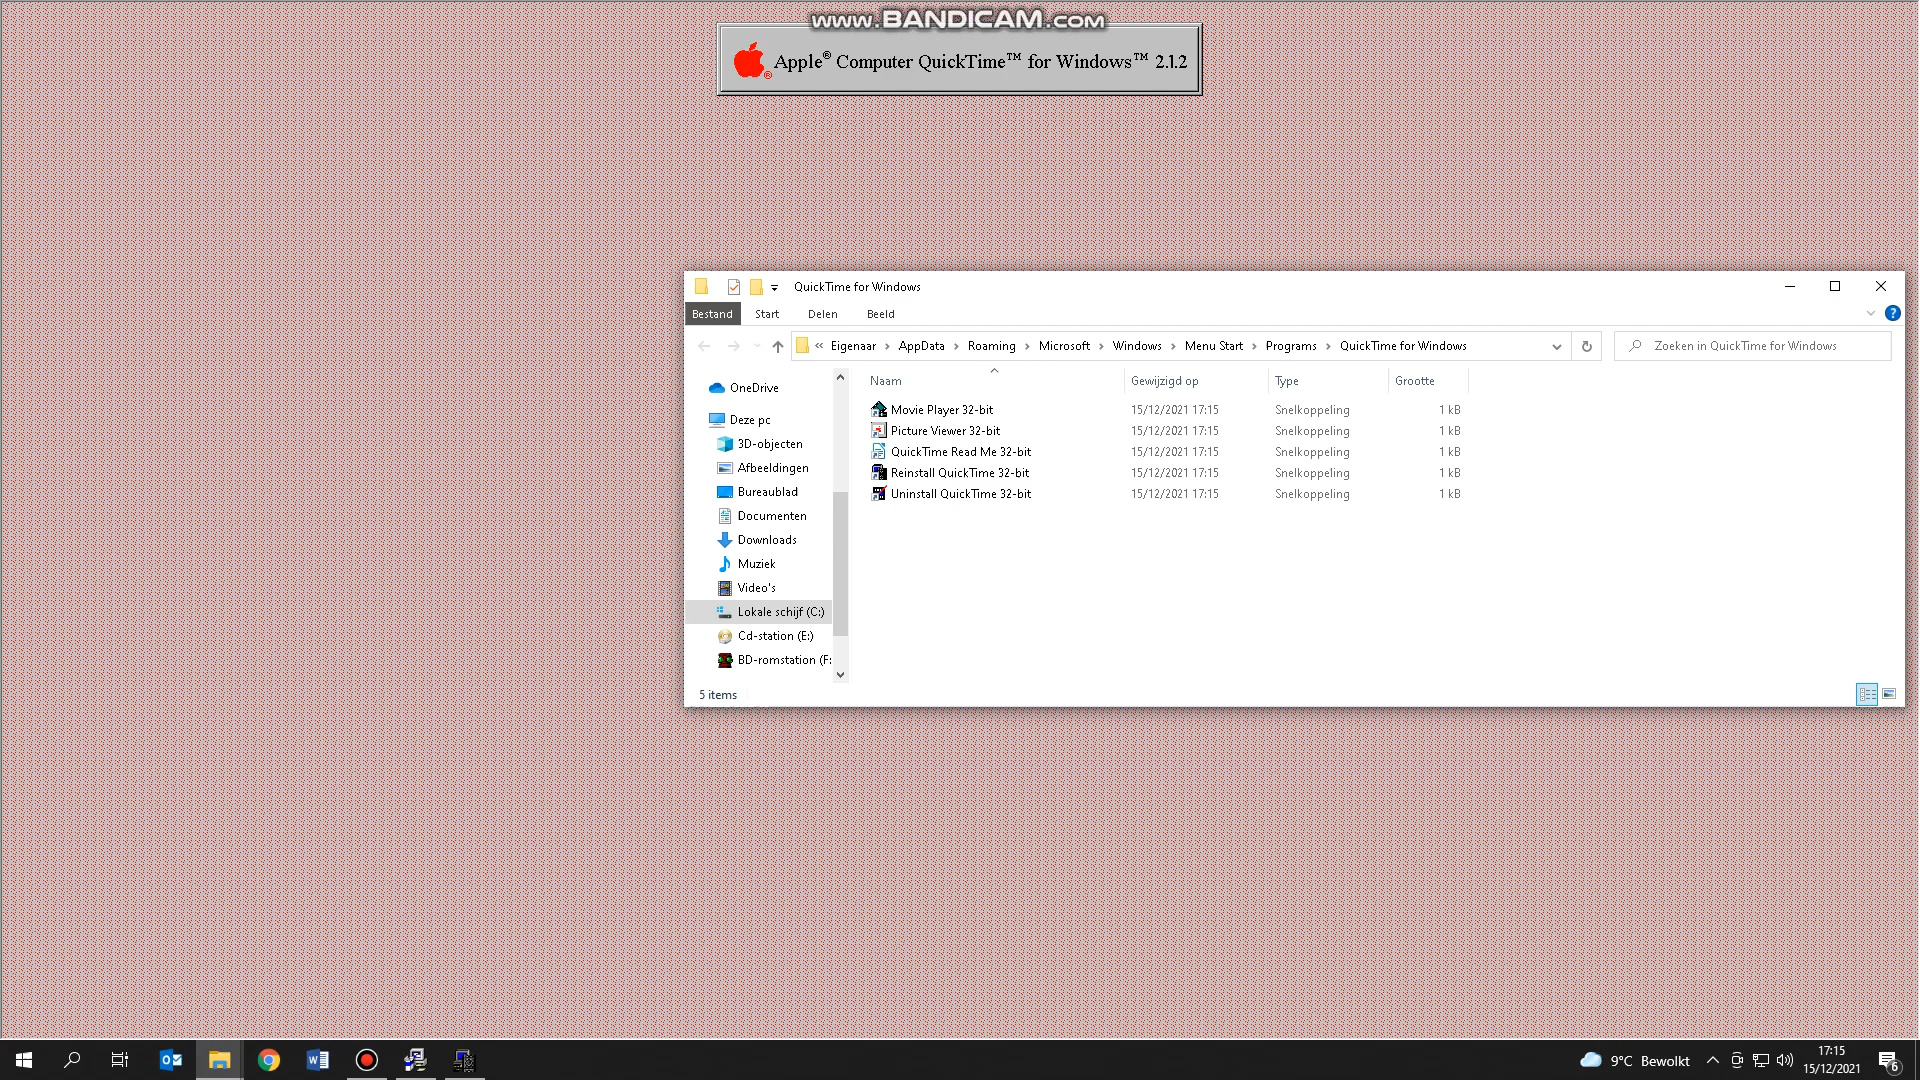 www.BANDICAM.com
Apple® Computer QuickTime™ for Windows™ 2.1.2
QuickTime for Windows
Bestand Start Delen Beeld
« Eigenaar › AppData › Roaming › Microsoft › Windows › Menu Start › Programs › QuickTime for Windows
Zoeken in QuickTime for Windows
Naam Gewijzigd op Type Grootte
OneDrive
Deze pc
3D-objecten
Afbeeldingen
Bureaublad
Documenten
Downloads
Muziek
Video's
Lokale schijf (C:)
Cd-station (E:)
BD-romstation (F:
Movie Player 32-bit 15/12/2021 17:15 Snelkoppeling 1 kB
Picture Viewer 32-bit 15/12/2021 17:15 Snelkoppeling 1 kB
QuickTime Read Me 32-bit 15/12/2021 17:15 Snelkoppeling 1 kB
Reinstall QuickTime 32-bit 15/12/2021 17:15 Snelkoppeling 1 kB
Uninstall QuickTime 32-bit 15/12/2021 17:15 Snelkoppeling 1 kB
5 items
9°C Bewolkt
17:15
15/12/2021
6